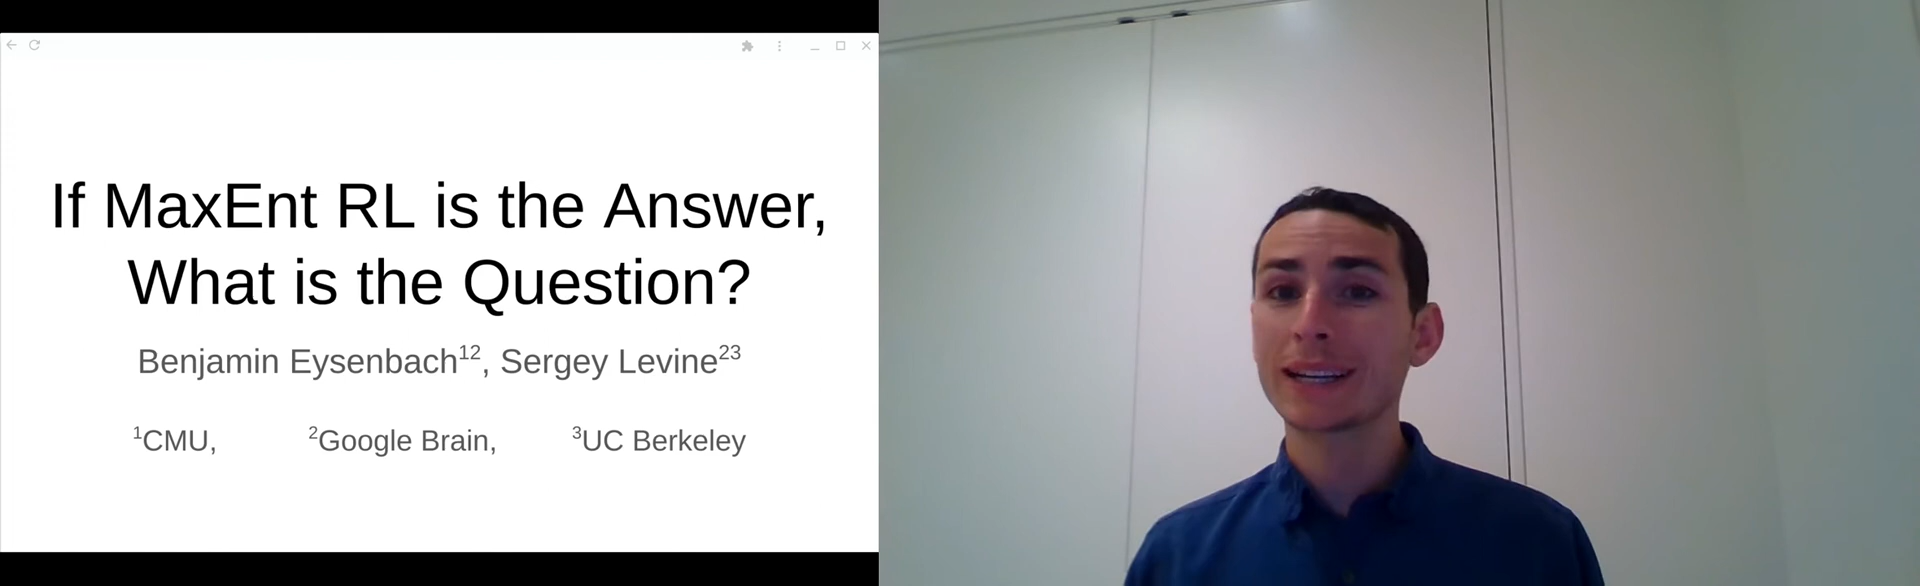 If MaxEnt RL is the Answer,
What is the Question?
Benjamin Eysenbach¹², Sergey Levine²³
¹CMU, ²Google Brain, ³UC Berkeley